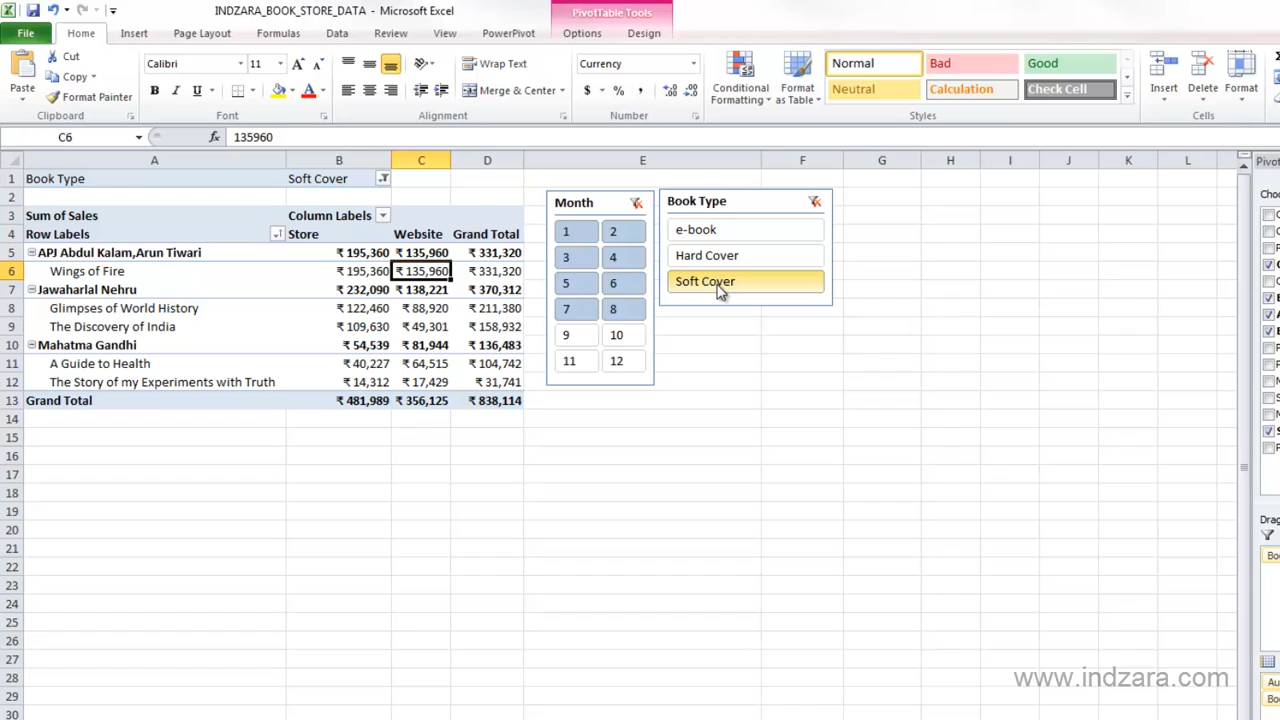 INDZARA_BOOK_STORE_DATA - Microsoft Excel
PivotTable Tools
File Home Insert Page Layout Formulas Data Review View PowerPivot Options Design
Paste
Cut
Copy
Format Painter
Clipboard
Calibri 11
B I U
Font
Wrap Text
Merge & Center
Alignment
Currency
$ % ,
Number
Conditional Formatting
Format as Table
Normal Bad Good
Neutral Calculation Check Cell
Styles
Insert Delete Format
Cells
C6 fx 135960
A B C D E F G H I J K L
1 Book Type Soft Cover
2
3 Sum of Sales Column Labels
4 Row Labels Store Website Grand Total
5 APJ Abdul Kalam,Arun Tiwari ₹ 195,360 ₹ 135,960 ₹ 331,320
6 Wings of Fire ₹ 195,360 ₹ 135,960 ₹ 331,320
7 Jawaharlal Nehru ₹ 232,090 ₹ 138,221 ₹ 370,312
8 Glimpses of World History ₹ 122,460 ₹ 88,920 ₹ 211,380
9 The Discovery of India ₹ 109,630 ₹ 49,301 ₹ 158,932
10 Mahatma Gandhi ₹ 54,539 ₹ 81,944 ₹ 136,483
11 A Guide to Health ₹ 40,227 ₹ 64,515 ₹ 104,742
12 The Story of my Experiments with Truth ₹ 14,312 ₹ 17,429 ₹ 31,741
13 Grand Total ₹ 481,989 ₹ 356,125 ₹ 838,114
14
15
16
17
18
19
20
21
22
23
24
25
26
27
28
29
30
Month
1 2
3 4
5 6
7 8
9 10
11 12
Book Type
e-book
Hard Cover
Soft Cover
www.indzara.com